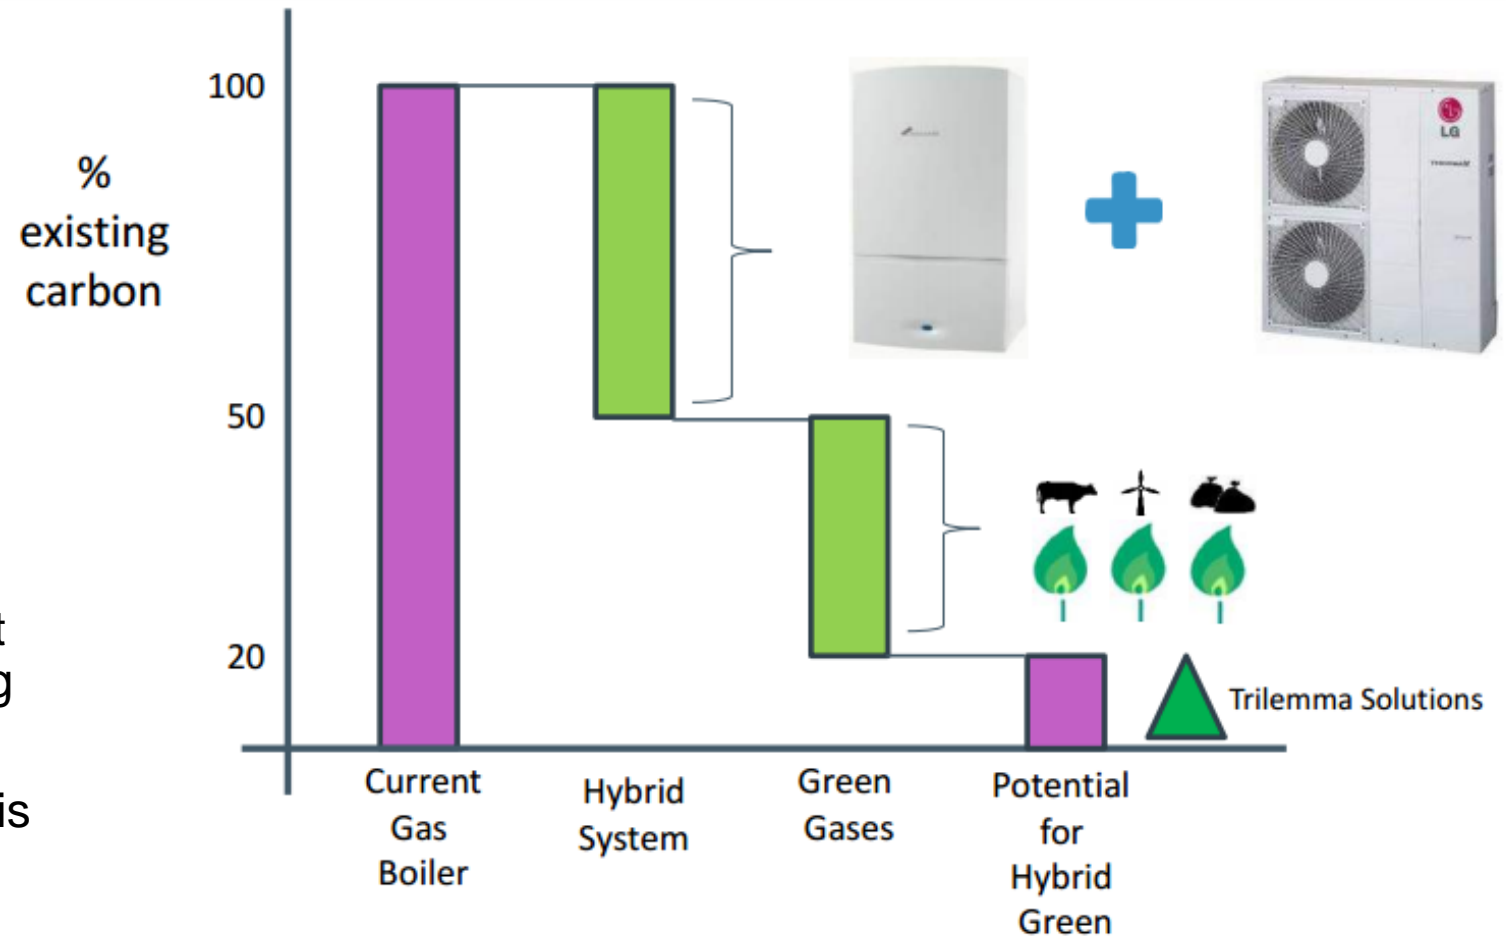 100
%
existing
carbon
LG
50
t
g
20
Trilemma Solutions
is
Current
Gas
Boiler
Hybrid
System
Green
Gases
Potential
for
Hybrid
Green